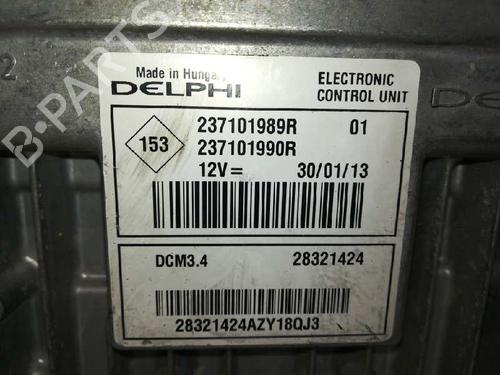 B-PARTS
Made in Hungary
DELPHI
ELECTRONIC
CONTROL UNIT
153
237101989R 01
237101990R
12V= 30/01/13
DCM3.4 28321424
28321424AZY18QJ3